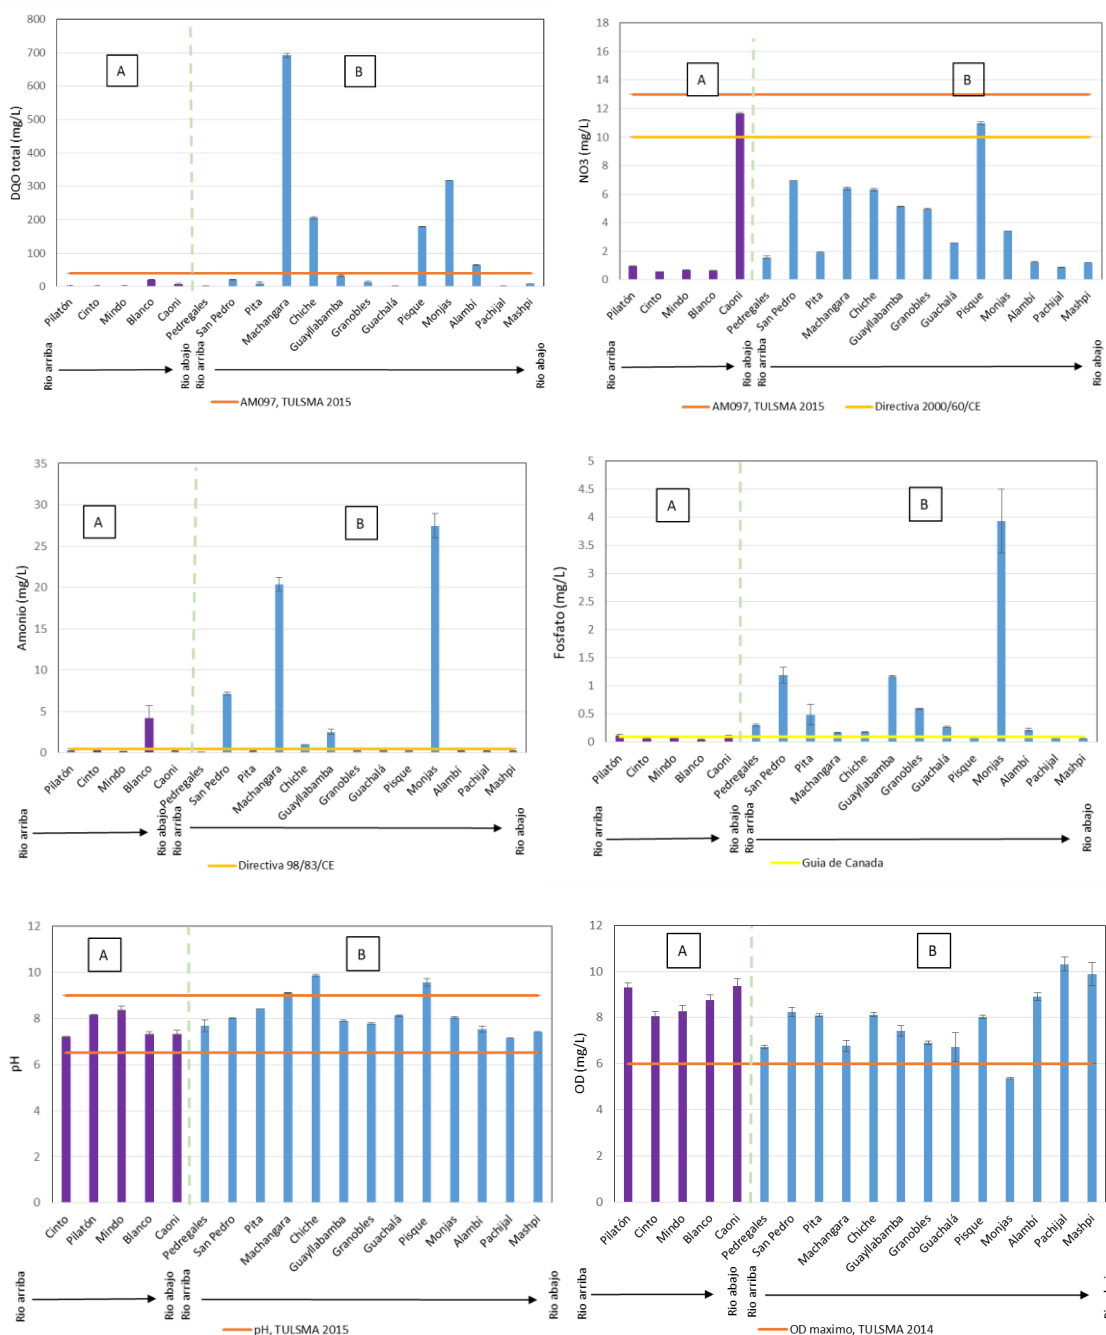 800
700
600
500
400
300
200
100
0
DQO total (mg/L)
A
B
Pilatón
Cinto
Mindo
Blanco
Caoni
Pedregales
San Pedro
Pita
Machangara
Chiche
Guayllabamba
Granobles
Guachalá
Pisque
Monjas
Alambi
Pachijal
Mashpi
Rio arriba
Rio abajo
Rio arriba
Rio abajo
AM097, TULSMA 2015
18
16
14
12
10
8
6
4
2
0
NO3 (mg/L)
A
B
Pilatón
Cinto
Mindo
Blanco
Caoni
Pedregales
San Pedro
Pita
Machangara
Chiche
Guayllabamba
Granobles
Guachalá
Pisque
Monjas
Alambí
Pachijal
Mashpi
Rio arriba
Rio abajo
Rio arriba
Rio abajo
AM097, TULSMA 2015
Directiva 2000/60/CE
35
30
25
20
15
10
5
0
Amonio (mg/L)
A
B
Pilatón
Cinto
Mindo
Blanco
Caoni
Pedregales
San Pedro
Pita
Machangara
Chiche
Guayllabamba
Granobles
Guachalá
Pisque
Monjas
Alambí
Pachijal
Mashpi
Rio arriba
Rio abajo
Rio arriba
Rio abajo
Directiva 98/83/CE
5
4.5
4
3.5
3
2.5
2
1.5
1
0.5
0
Fosfato (mg/L)
A
B
Pilatón
Cinto
Mindo
Blanco
Caoni
Pedregales
San Pedro
Pita
Machangara
Chiche
Guayllabamba
Granobles
Guachalá
Pisque
Monjas
Alambí
Pachijal
Mashpi
Rio arriba
Rio abajo
Rio arriba
Rio abajo
Guia de Canada
12
10
8
6
4
2
0
pH
A
B
Cinto
Pilatón
Mindo
Blanco
Caoni
Pedregales
San Pedro
Pita
Machangara
Chiche
Guayllabamba
Granobles
Guachalá
Pisque
Monjas
Alambí
Pachijal
Mashpi
Rio arriba
Rio abajo
Rio arriba
Rio abajo
pH, TULSMA 2015
12
10
8
6
4
2
0
OD (mg/L)
A
B
Pilatón
Cinto
Mindo
Blanco
Caoni
Pedregales
San Pedro
Pita
Machangara
Chiche
Guayllabamba
Granobles
Guachalá
Pisque
Monjas
Alambí
Pachijal
Mashpi
Rio arriba
Rio abajo
Rio arriba
OD maximo, TULSMA 2014